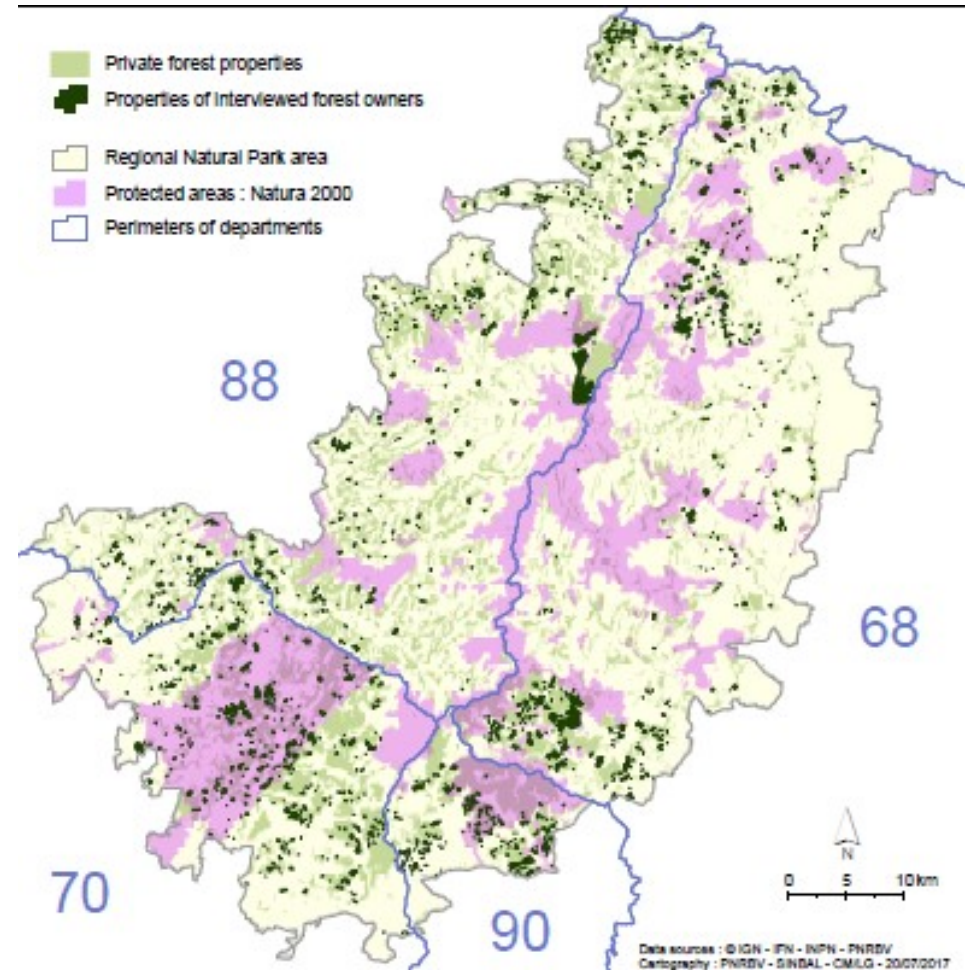 Private forest properties
Properties of interviewed forest owners
Regional Natural Park area
Protected areas : Natura 2000
Perimeters of departments
88
68
70
90
N
0 5 10 km
Data sources : © IGN - IFN - INPN - PNRBV
Cartography : PNRBV - SINBAL - CM/LG - 20/07/2017